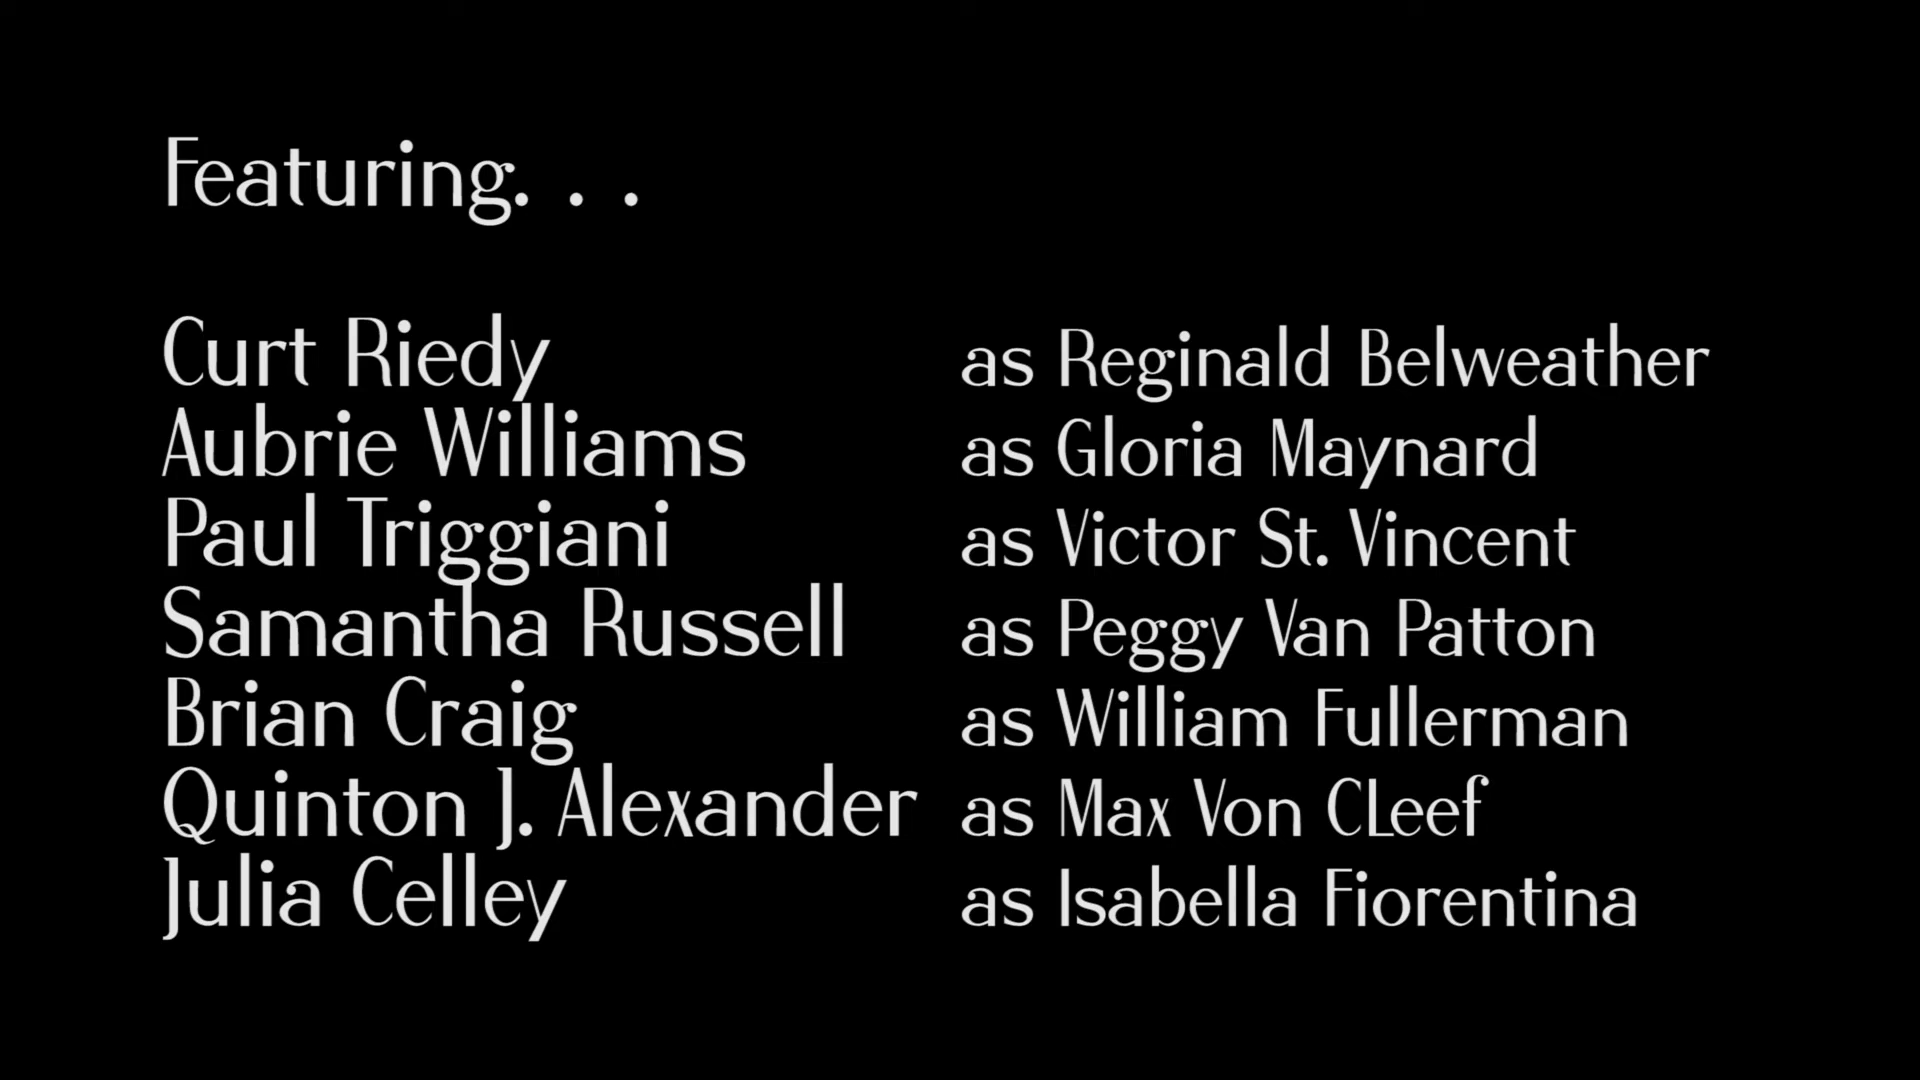 Featuring. . .
Curt Riedy as Reginald Belweather
Aubrie Williams as Gloria Maynard
Paul Triggiani as Victor St. Vincent
Samantha Russell as Peggy Van Patton
Brian Craig as William Fullerman
Quinton J. Alexander as Max Von CLeef
Julia Celley as Isabella Fiorentina